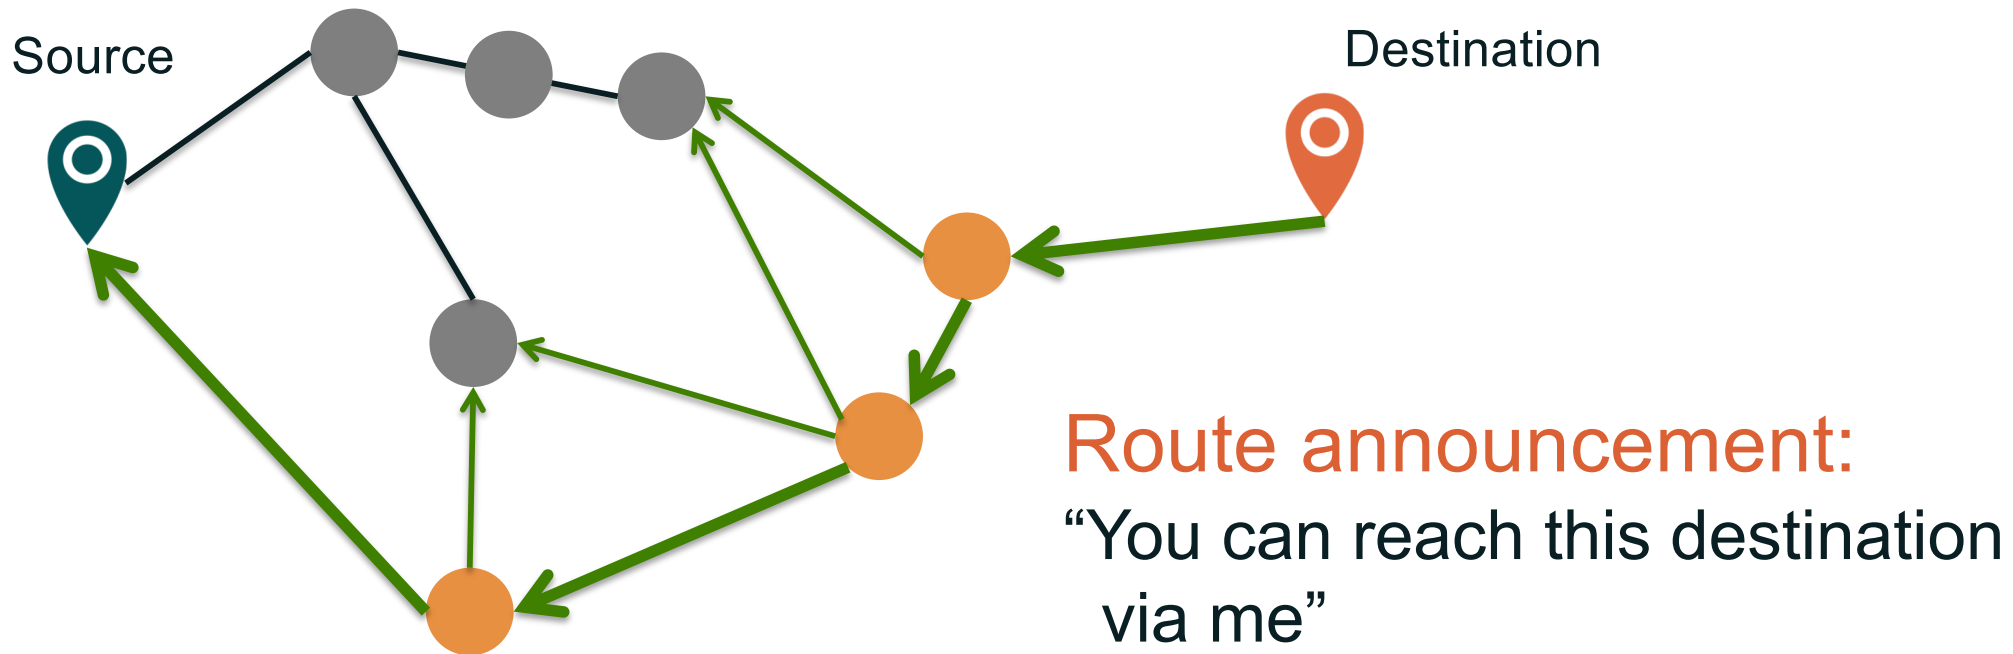 Source
Destination
Route announcement:
“You can reach this destination
via me”